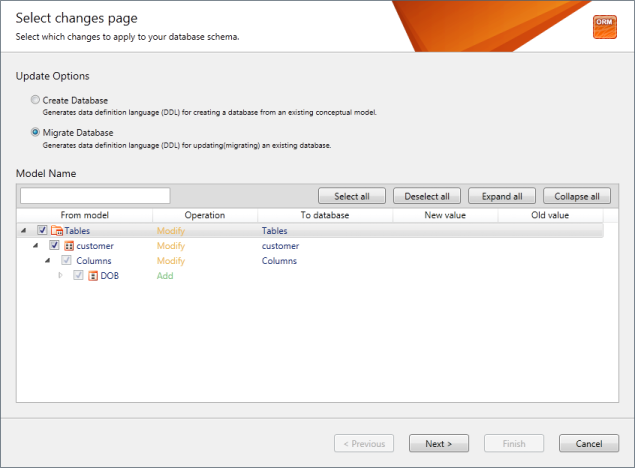 Select changes page
Select which changes to apply to your database schema.
ORM
Update Options
Create Database
Generates data definition language (DDL) for creating a database from an existing conceptual model.
Migrate Database
Generates data definition language (DDL) for updating(migrating) an existing database.
Model Name
Select all Deselect all Expand all Collapse all
From model Operation To database New value Old value
Tables Modify Tables
customer Modify customer
Columns Modify Columns
DOB Add
< Previous Next > Finish Cancel